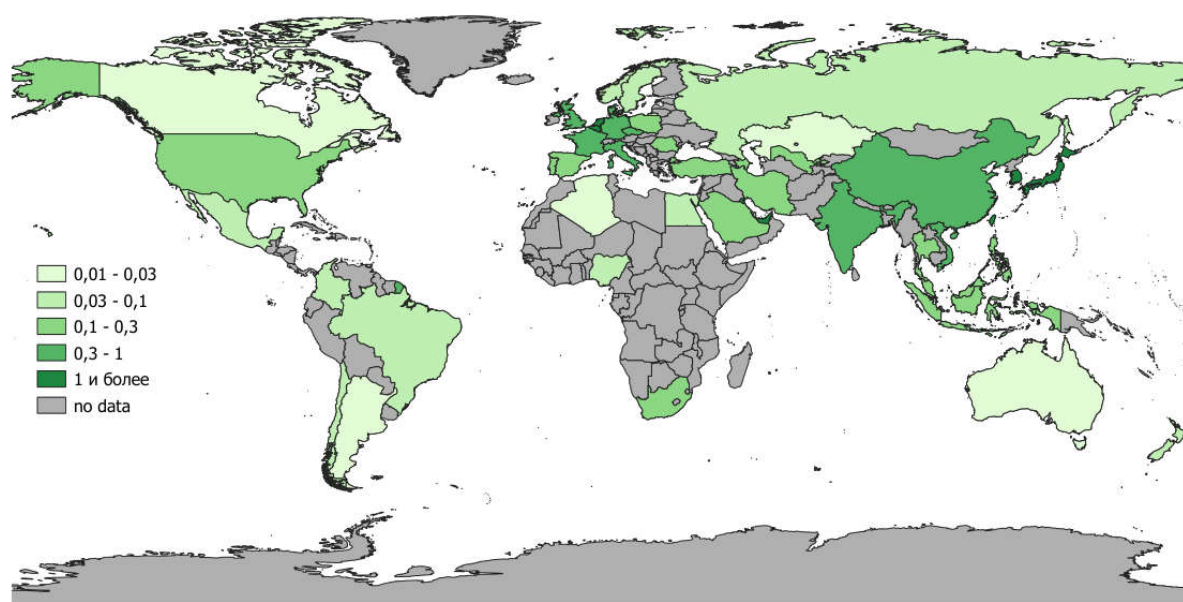 0,01 - 0,03
0,03 - 0,1
0,1 - 0,3
0,3 - 1
1 и более
no data